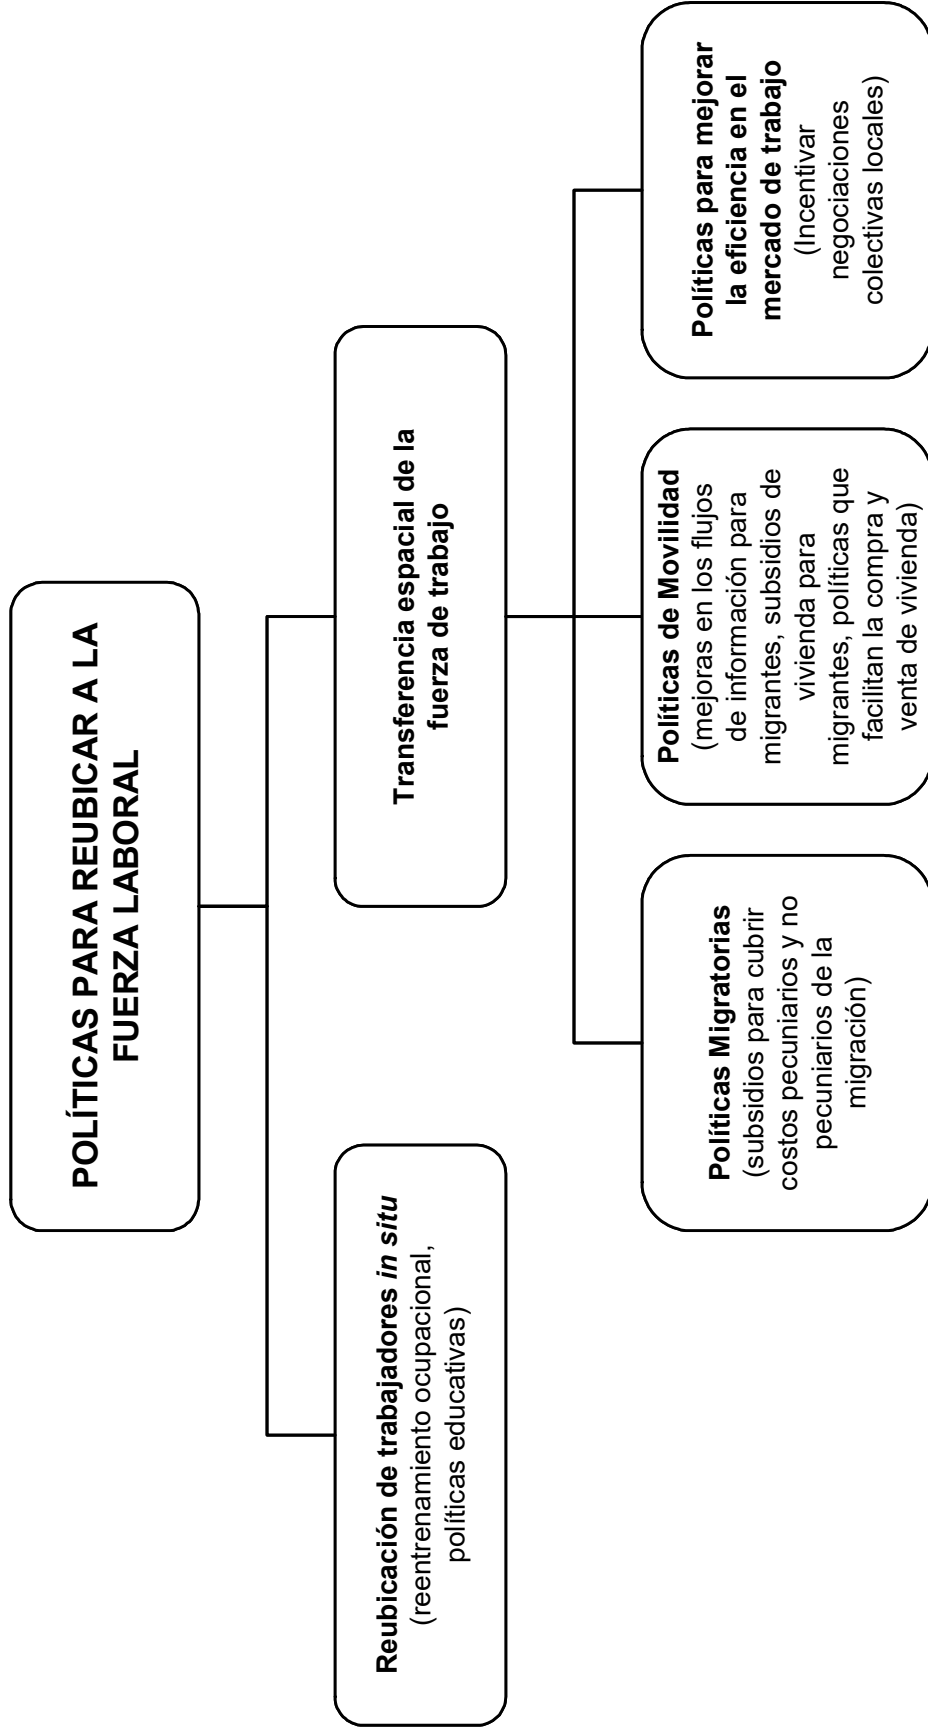 POLÍTICAS PARA REUBICAR A LA
FUERZA LABORAL
Reubicación de trabajadores in situ
(reentrenamiento ocupacional,
políticas educativas)
Transferencia espacial de la
fuerza de trabajo
Políticas Migratorias
(subsidios para cubrir
costos pecuniarios y no
pecuniarios de la
migración)
Políticas de Movilidad
(mejoras en los flujos
de información para
migrantes, subsidios de
vivienda para
migrantes, políticas que
facilitan la compra y
venta de vivienda)
Políticas para mejorar
la eficiencia en el
mercado de trabajo
(Incentivar
negociaciones
colectivas locales)